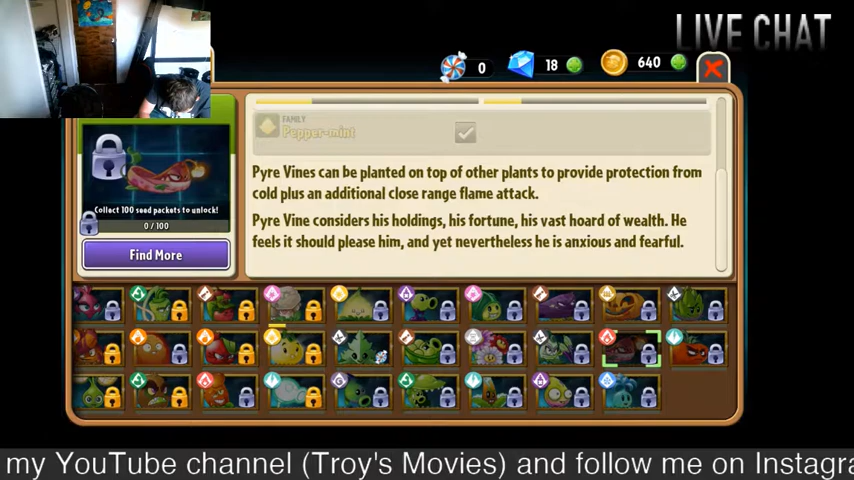 LIVE CHAT
0
18
640
FAMILY
Pepper-mint
Pyre Vines can be planted on top of other plants to provide protection from
cold plus an additional close range flame attack.
Pyre Vine considers his holdings, his fortune, his vast hoard of wealth. He
feels it should please him, and yet nevertheless he is anxious and fearful.
Collect 100 seed packets to unlock!
0/100
Find More
my YouTube channel (Troy's Movies) and follow me on Instagra